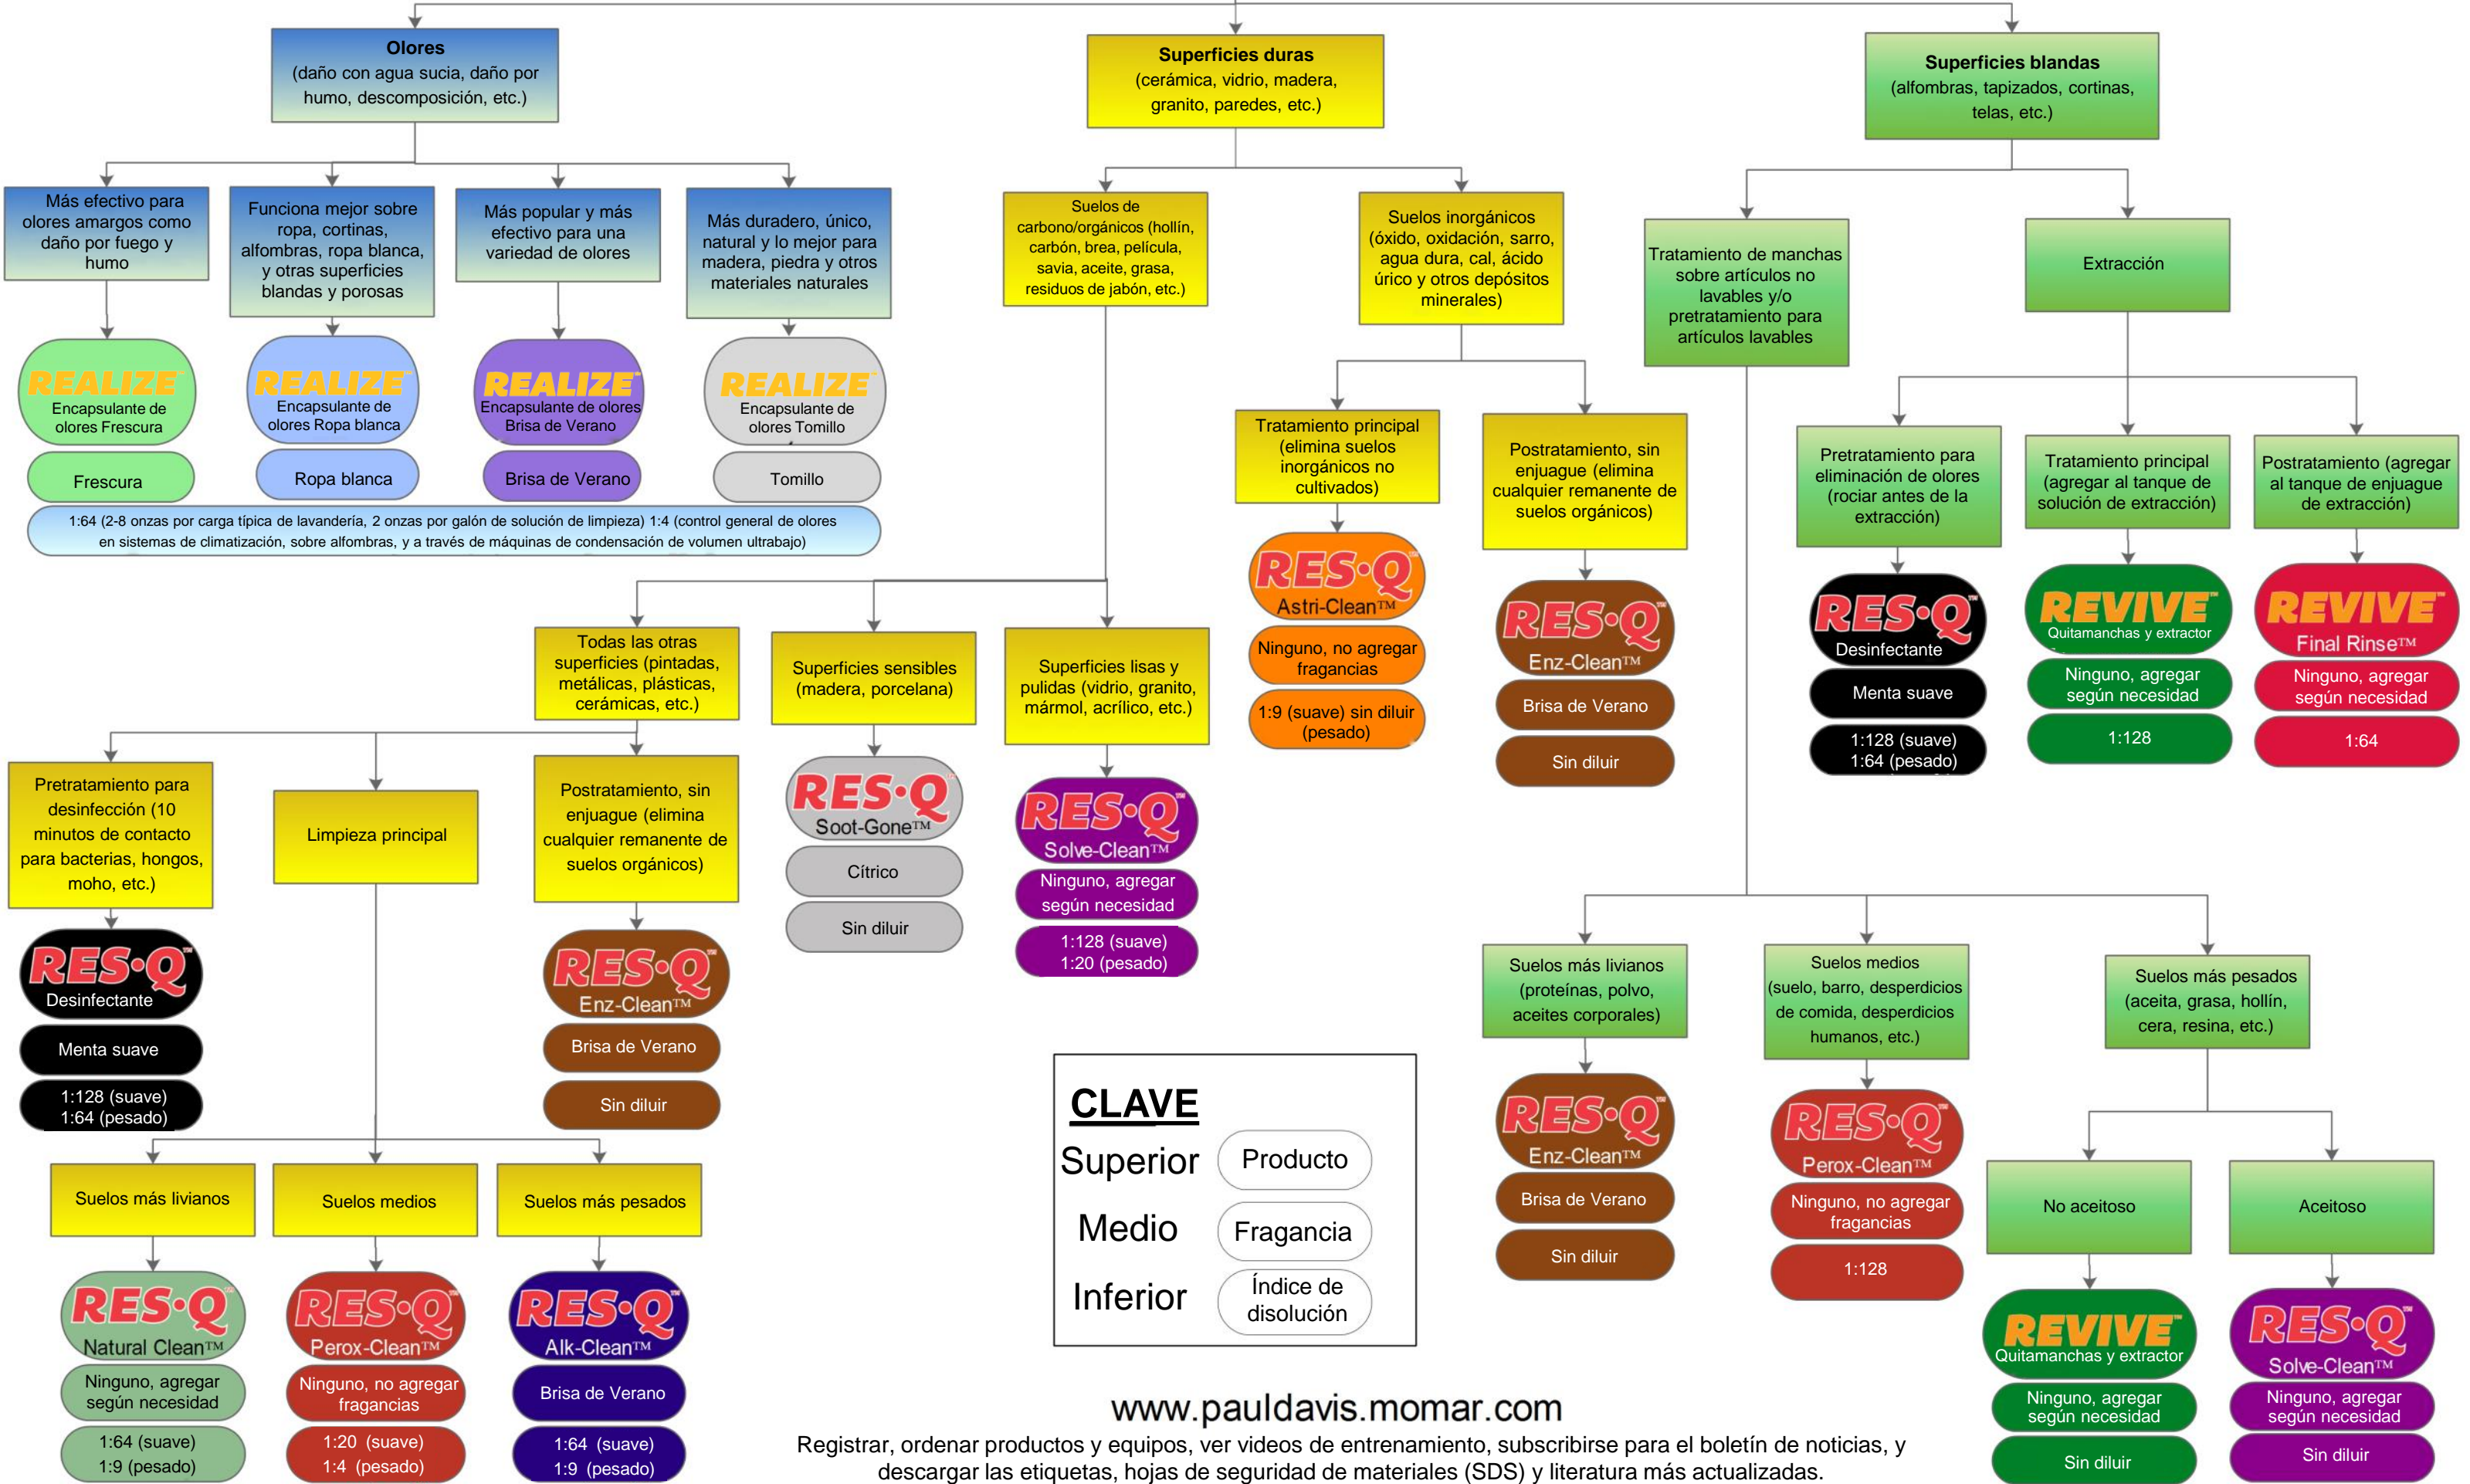 Olores
(daño con agua sucia, daño por
humo, descomposición, etc.)
Superficies duras
(cerámica, vidrio, madera,
granito, paredes, etc.)
Superficies blandas
(alfombras, tapizados, cortinas,
telas, etc.)
Más efectivo para
olores amargos como
daño por fuego y
humo
Funciona mejor sobre
ropa, cortinas,
alfombras, ropa blanca,
y otras superficies
blandas y porosas
Más popular y más
efectivo para una
variedad de olores
Más duradero, único,
natural y lo mejor para
madera, piedra y otros
materiales naturales
REALIZE™
Encapsulante de
olores Frescura
Frescura
REALIZE™
Encapsulante de
olores Ropa blanca
Ropa blanca
REALIZE™
Encapsulante de olores
Brisa de Verano
Brisa de Verano
REALIZE™
Encapsulante de
olores Tomillo
Tomillo
1:64 (2-8 onzas por carga típica de lavandería, 2 onzas por galón de solución de limpieza) 1:4 (control general de olores
en sistemas de climatización, sobre alfombras, y a través de máquinas de condensación de volumen ultrabajo)
Suelos de
carbono/orgánicos (hollín,
carbón, brea, película,
savia, aceite, grasa,
residuos de jabón, etc.)
Suelos inorgánicos
(óxido, oxidación, sarro,
agua dura, cal, ácido
úrico y otros depósitos
minerales)
Tratamiento principal
(elimina suelos
inorgánicos no
cultivados)
RES•Q™
Astri-Clean™
Ninguno, no agregar
fragancias
1:9 (suave) sin diluir
(pesado)
Postratamiento, sin
enjuague (elimina
cualquier remanente de
suelos orgánicos)
RES•Q™
Enz-Clean™
Brisa de Verano
Sin diluir
Tratamiento de manchas
sobre artículos no
lavables y/o
pretratamiento para
artículos lavables
Extracción
Pretratamiento para
eliminación de olores
(rociar antes de la
extracción)
RES•Q™
Desinfectante
Menta suave
1:128 (suave)
1:64 (pesado)
Tratamiento principal
(agregar al tanque de
solución de extracción)
REVIVE™
Quitamanchas y extractor
Ninguno, agregar
según necesidad
1:128
Postratamiento (agregar
al tanque de enjuague
de extracción)
REVIVE™
Final Rinse™
Ninguno, agregar
según necesidad
1:64
Todas las otras
superficies (pintadas,
metálicas, plásticas,
cerámicas, etc.)
Superficies sensibles
(madera, porcelana)
RES•Q™
Soot-Gone™
Cítrico
Sin diluir
Superficies lisas y
pulidas (vidrio, granito,
mármol, acrílico, etc.)
RES•Q™
Solve-Clean™
Ninguno, agregar
según necesidad
1:128 (suave)
1:20 (pesado)
Pretratamiento para
desinfección (10
minutos de contacto
para bacterias, hongos,
moho, etc.)
RES•Q™
Desinfectante
Menta suave
1:128 (suave)
1:64 (pesado)
Limpieza principal
Postratamiento, sin
enjuague (elimina
cualquier remanente de
suelos orgánicos)
RES•Q™
Enz-Clean™
Brisa de Verano
Sin diluir
Suelos más livianos
RES•Q™
Natural Clean™
Ninguno, agregar
según necesidad
1:64 (suave)
1:9 (pesado)
Suelos medios
RES•Q™
Perox-Clean™
Ninguno, no agregar
fragancias
1:20 (suave)
1:4 (pesado)
Suelos más pesados
RES•Q™
Alk-Clean™
Brisa de Verano
1:64 (suave)
1:9 (pesado)
CLAVE
Superior Producto
Medio Fragancia
Inferior Índice de
disolución
Suelos más livianos
(proteínas, polvo,
aceites corporales)
RES•Q™
Enz-Clean™
Brisa de Verano
Sin diluir
Suelos medios
(suelo, barro, desperdicios
de comida, desperdicios
humanos, etc.)
RES•Q™
Perox-Clean™
Ninguno, no agregar
fragancias
1:128
Suelos más pesados
(aceita, grasa, hollín,
cera, resina, etc.)
No aceitoso
REVIVE™
Quitamanchas y extractor
Ninguno, agregar
según necesidad
Sin diluir
Aceitoso
RES•Q™
Solve-Clean™
Ninguno, agregar
según necesidad
Sin diluir
www.pauldavis.momar.com
Registrar, ordenar productos y equipos, ver videos de entrenamiento, subscribirse para el boletín de noticias, y
descargar las etiquetas, hojas de seguridad de materiales (SDS) y literatura más actualizadas.